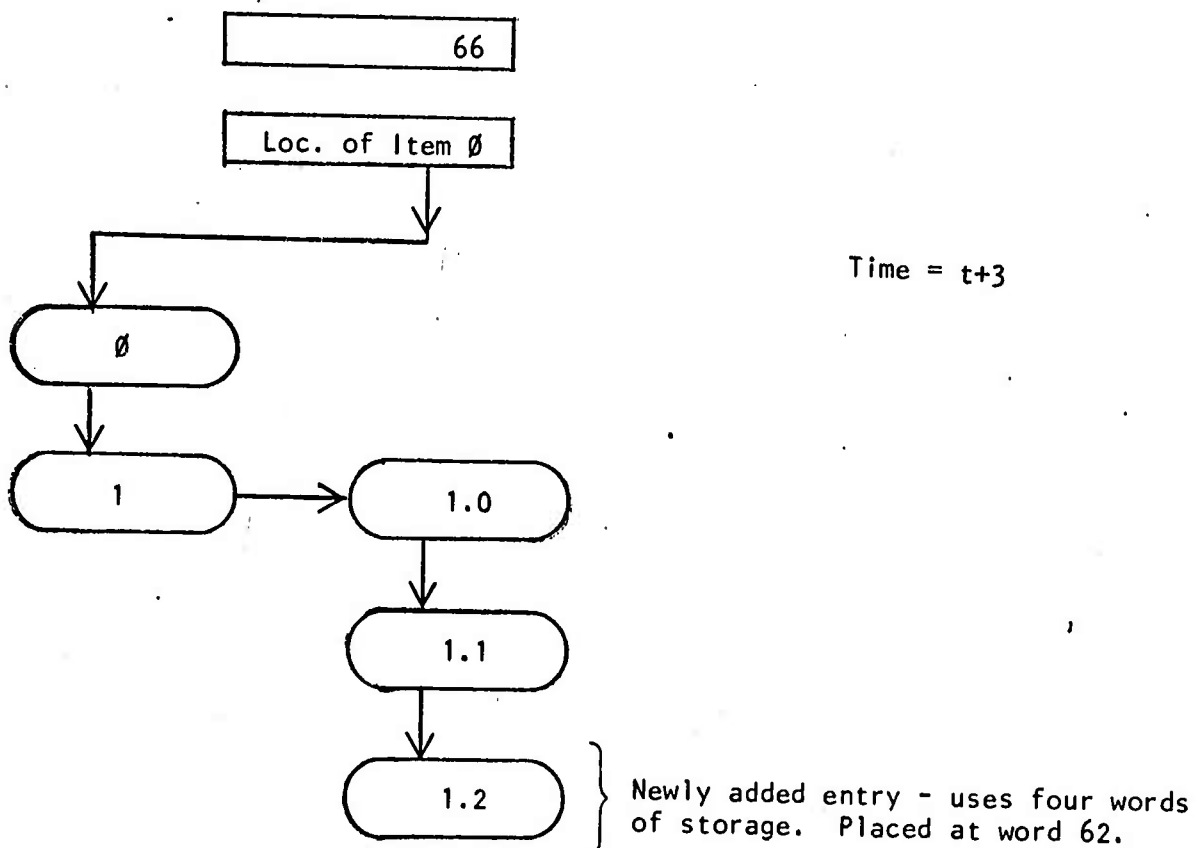 66
Loc. of Item Ø
Time = t+3
Ø
1
1.0
1.1
1.2
Newly added entry - uses four words
of storage. Placed at word 62.